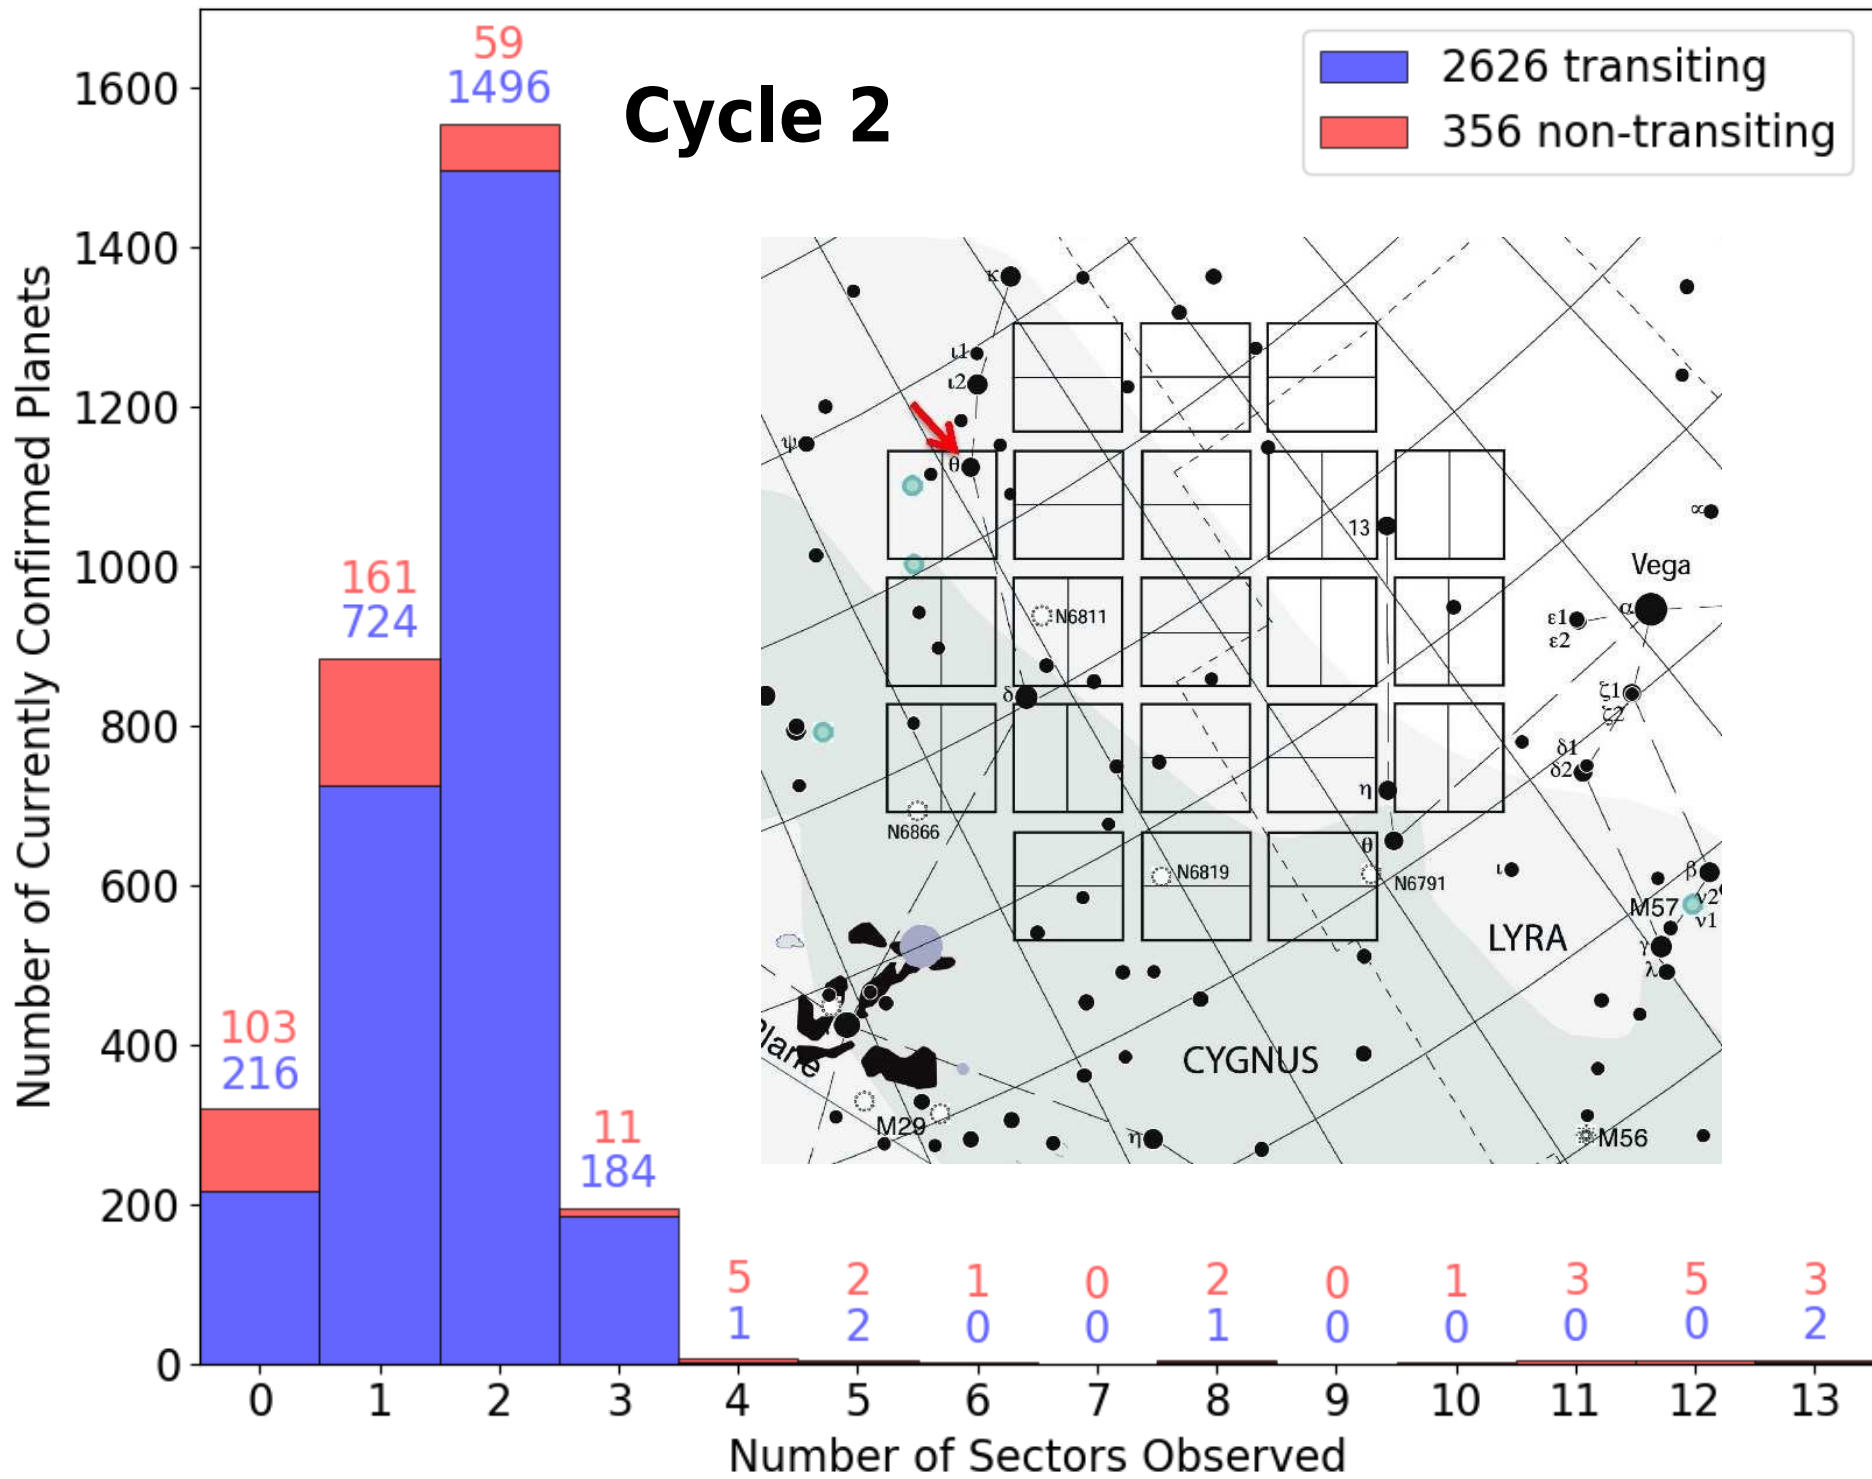 Cycle 2
2626 transiting
356 non-transiting
Number of Currently Confirmed Planets
1600
1400
1200
1000
800
600
400
200
0
59
1496
161
724
103
216
11
184
5
1
2
2
1
0
0
0
2
1
0
0
1
0
3
0
5
0
3
2
κ
ι1
ι2
ψ
θ
13
∝
Vega
α
ε1
ε2
N6811
δ
ζ1
ζ2
δ1
δ2
η
N6866
θ
N6819
N6791
ι
β
ν2
M57
ν1
LYRA
γ
λ
Plane
CYGNUS
M29
η
M56
0 1 2 3 4 5 6 7 8 9 10 11 12 13
Number of Sectors Observed